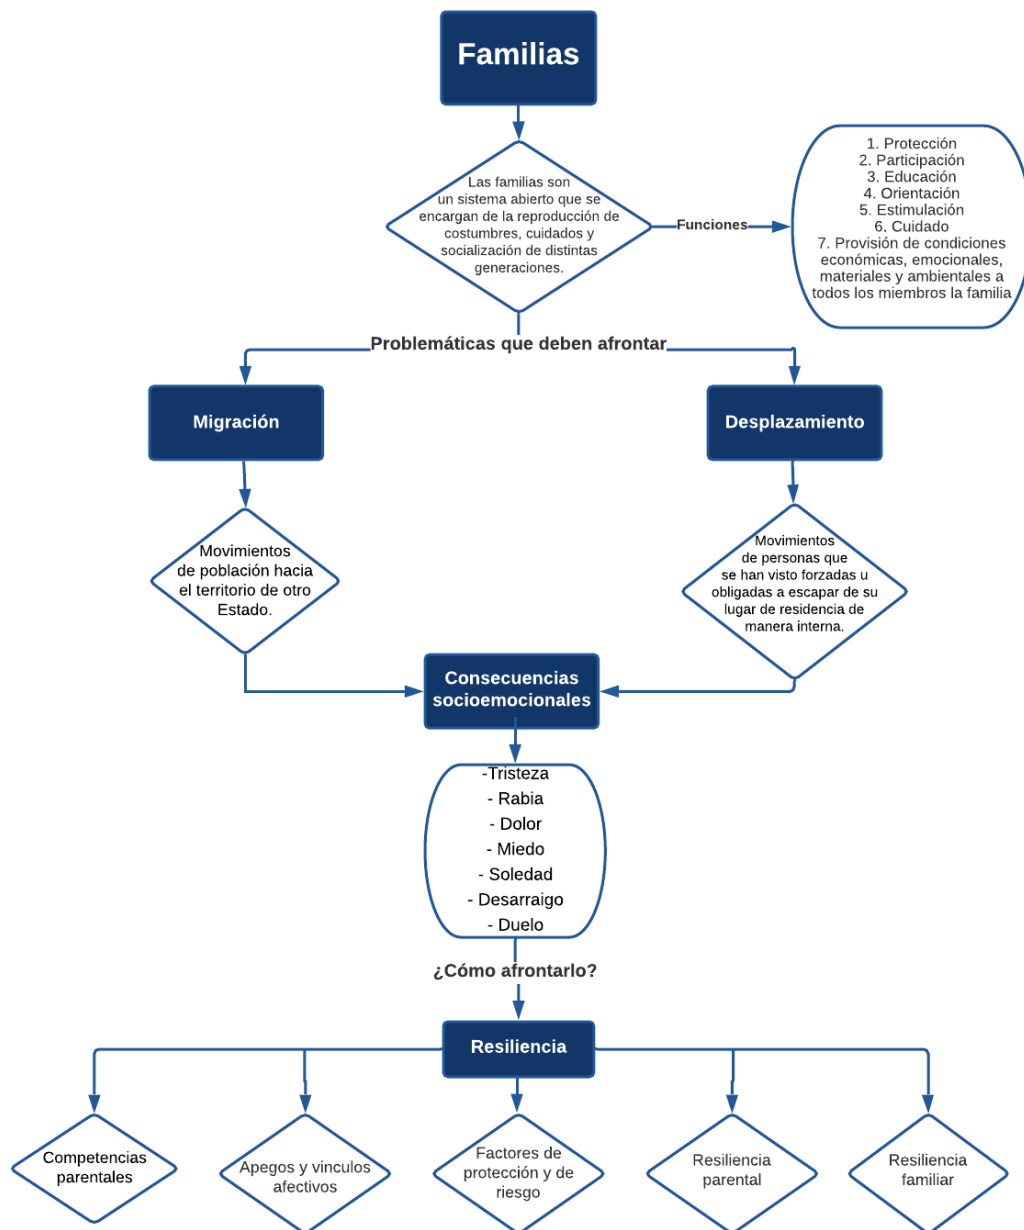 Familias
Las familias son
un sistema abierto que se
encargan de la reproducción de
costumbres, cuidados y
socialización de distintas
generaciones.
Funciones
1. Protección
2. Participación
3. Educación
4. Orientación
5. Estimulación
6. Cuidado
7. Provisión de condiciones
económicas, emocionales,
materiales y ambientales a
todos los miembros la familia
Problemáticas que deben afrontar
Migración
Desplazamiento
Movimientos
de población hacia
el territorio de otro
Estado.
Movimientos
de personas que
se han visto forzadas u
obligadas a escapar de su
lugar de residencia de
manera interna.
Consecuencias
socioemocionales
-Tristeza
- Rabia
- Dolor
- Miedo
- Soledad
- Desarraigo
- Duelo
¿Cómo afrontarlo?
Resiliencia
Competencias
parentales
Apegos y vinculos
afectivos
Factores de
protección y de
riesgo
Resiliencia
parental
Resiliencia
familiar